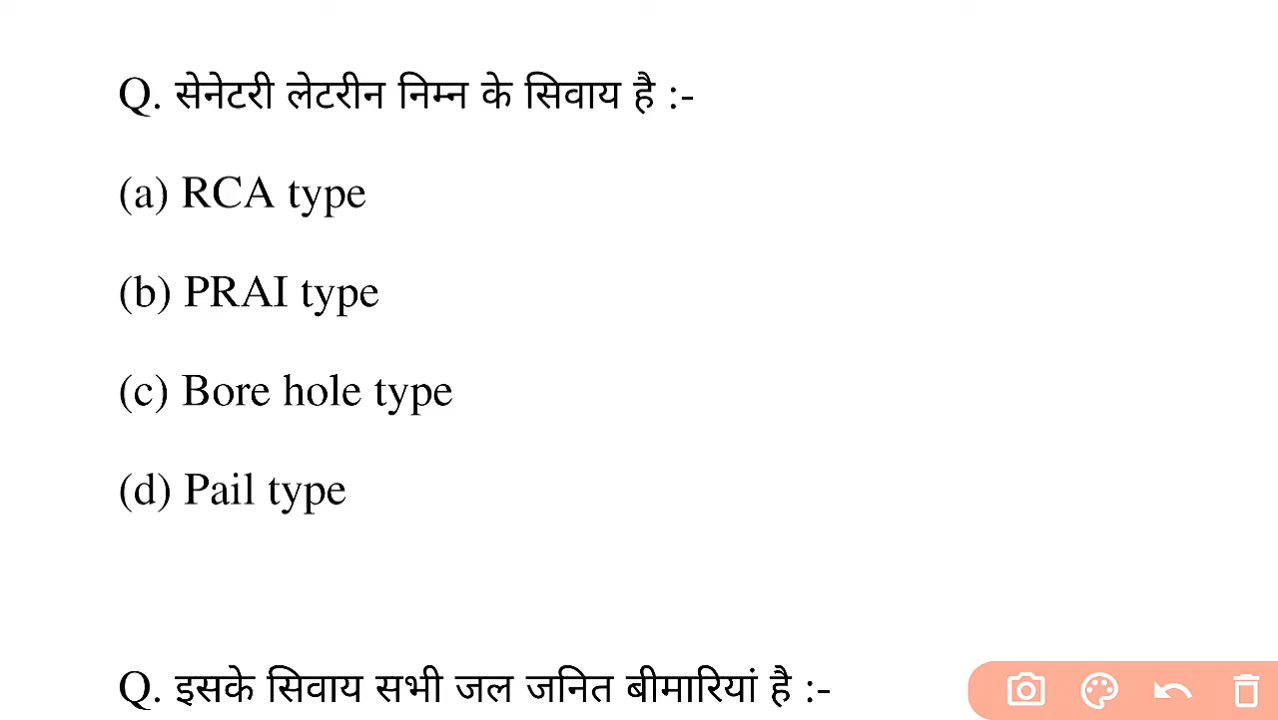 Q. सेनेटरी लेटरीन निम्न के सिवाय है :-
(a) RCA type
(b) PRAI type
(c) Bore hole type
(d) Pail type
Q. इसके सिवाय सभी जल जनित बीमारियां है :-